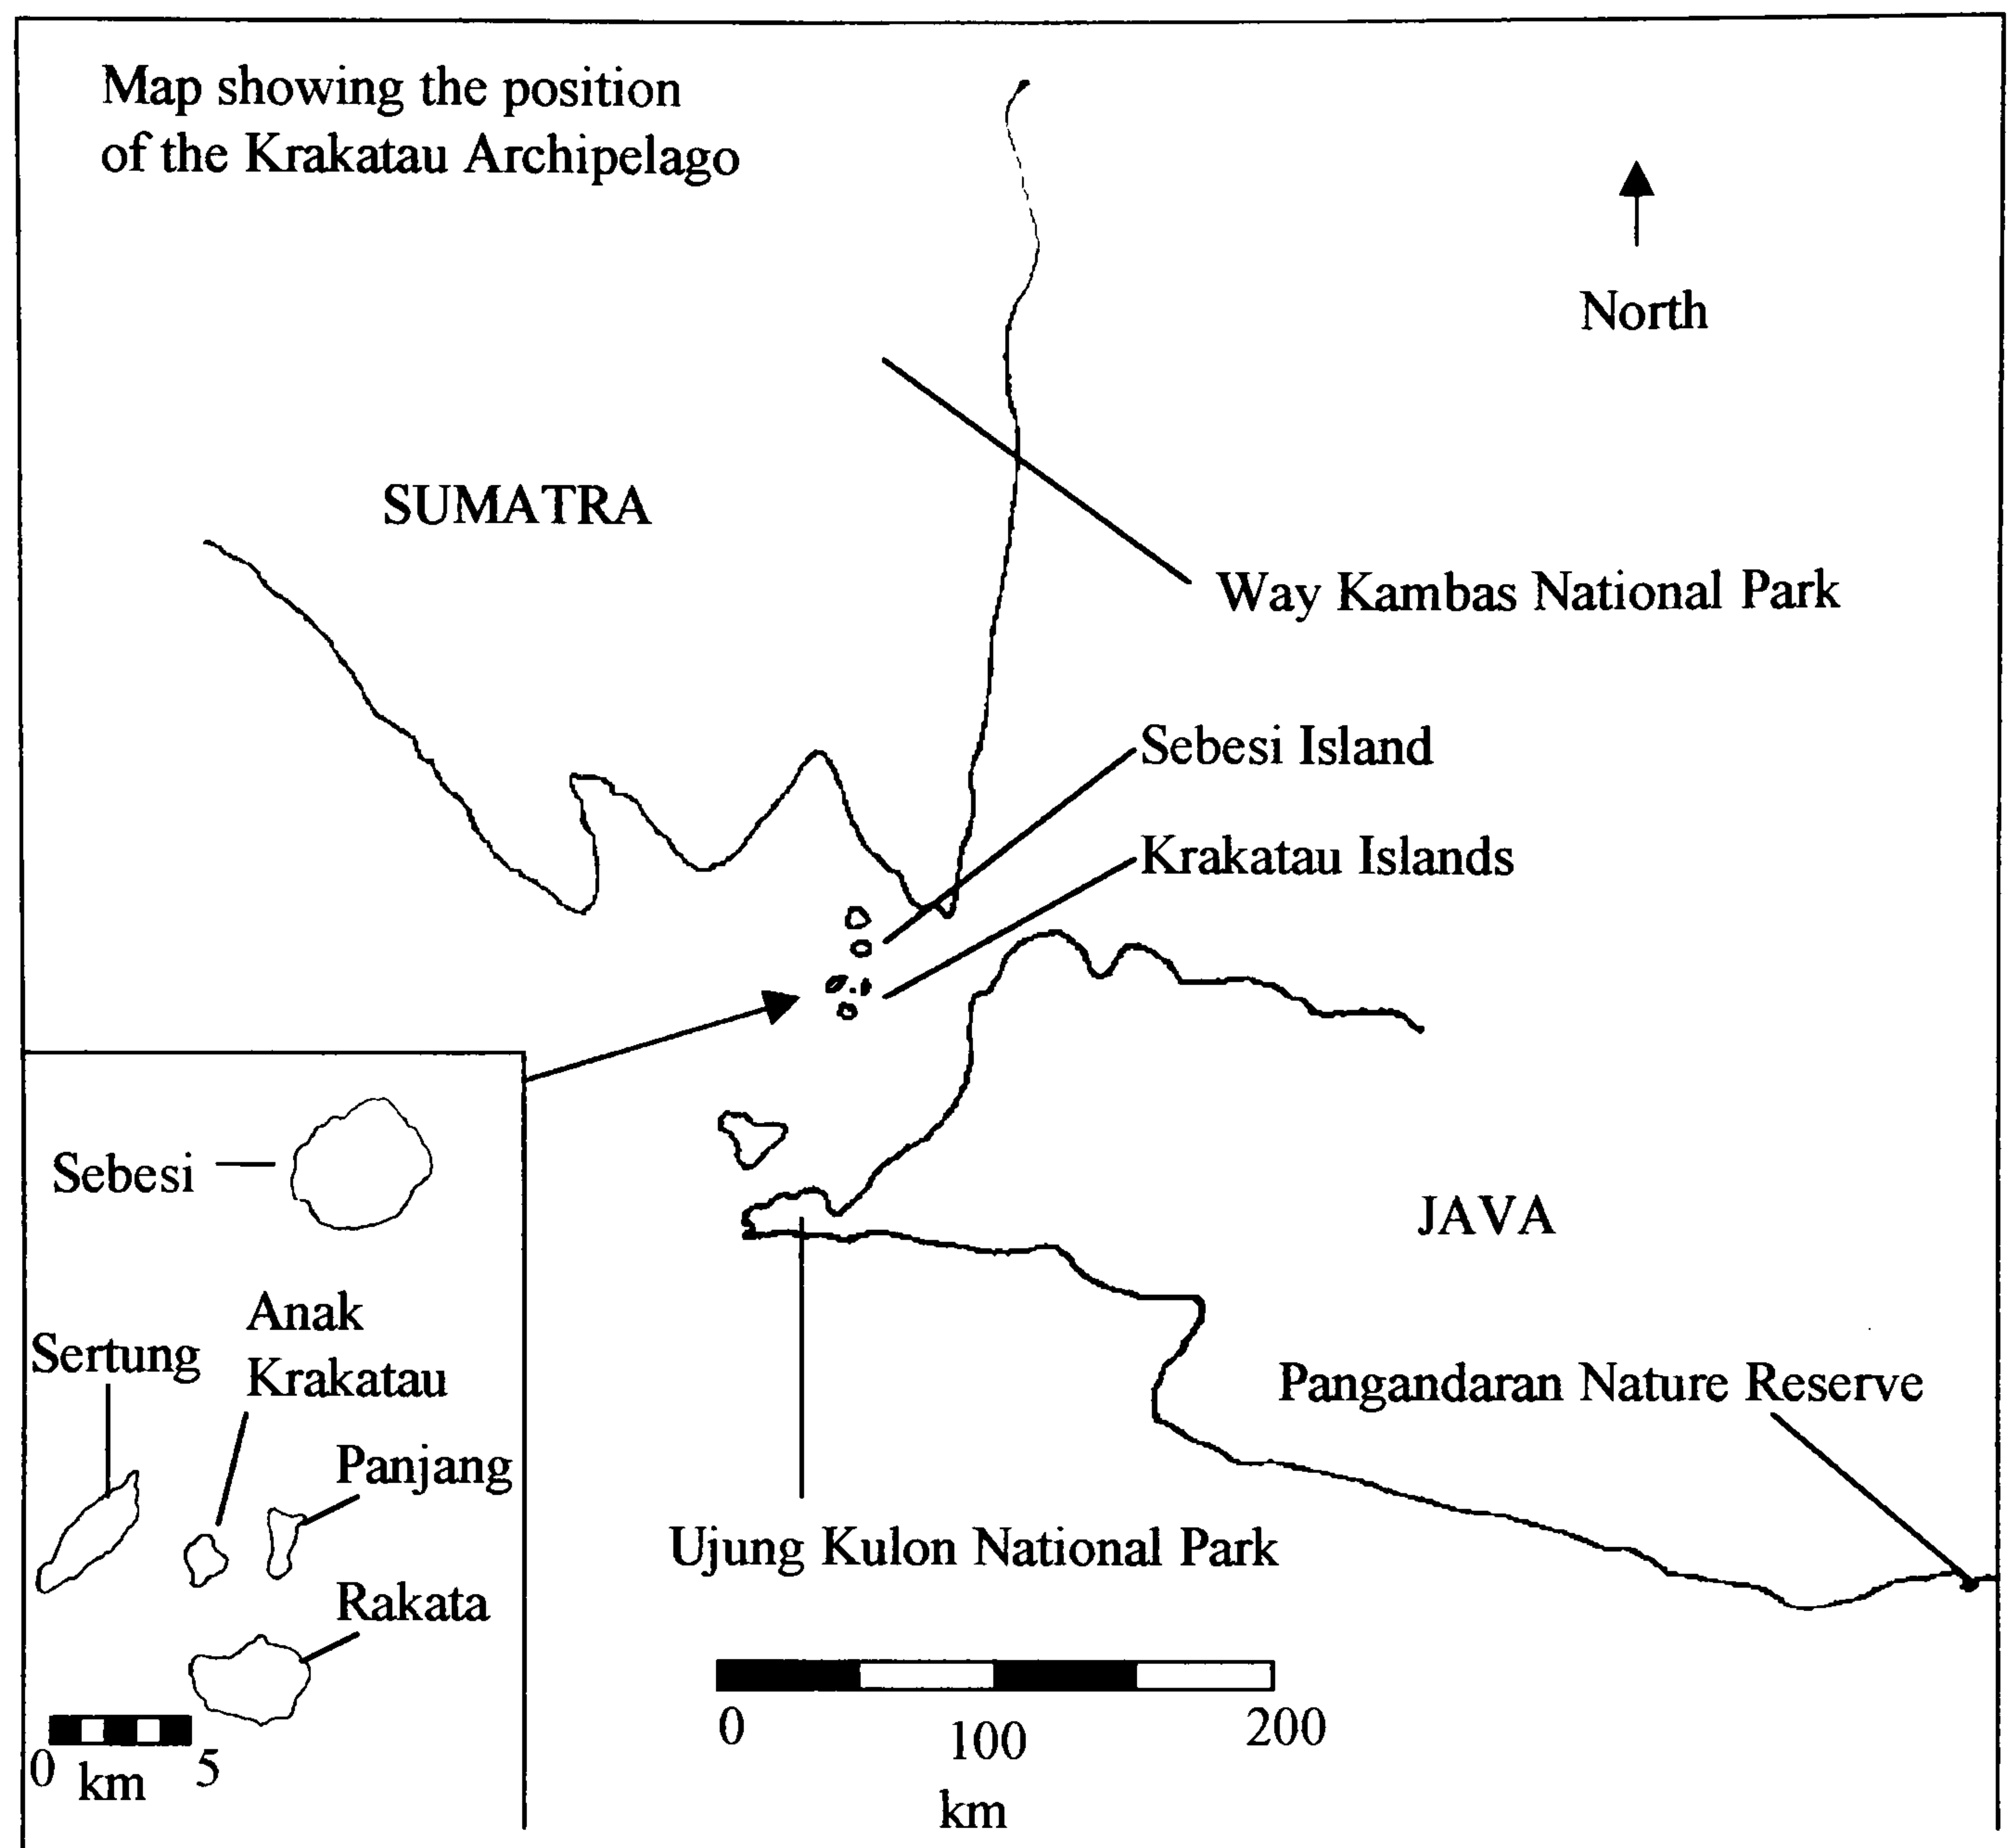 Map showing the position
of the Krakatau Archipelago
North
SUMATRA
Way Kambas National Park
Sebesi Island
Krakatau Islands
Sebesi
JAVA
Anak
Krakatau
Sertung
Pangandaran Nature Reserve
Panjang
Ujung Kulon National Park
Rakata
0 100 200
km
0 km 5